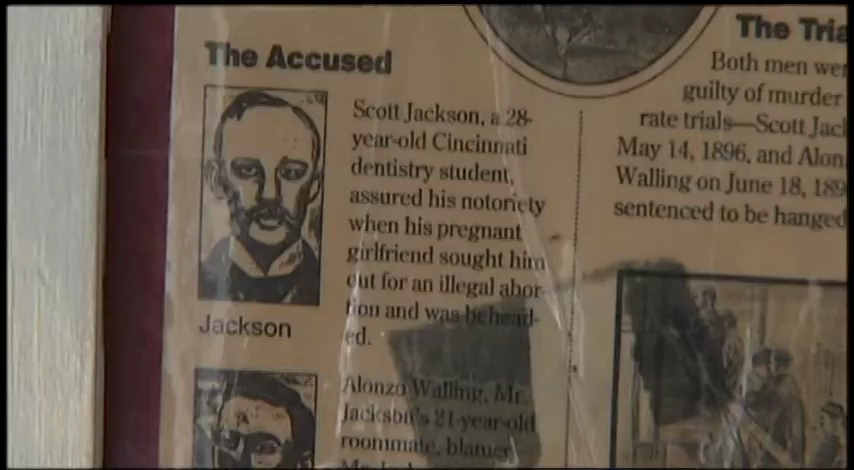 The Accused
Scott Jackson, a 28-
year-old Cincinnati
dentistry student,
assured his notoriety
when his pregnant
girlfriend sought him
out for an illegal abor-
tion and was behead-
ed.
Jackson
Alonzo Walling, Mr.
Jackson's 21-year-old
roommate,
The Tria
Both men wer
guilty of murder
rate trials—Scott Jacl
May 14, 1896, and Alon
Walling on June 18, 189
sentenced to be hanged